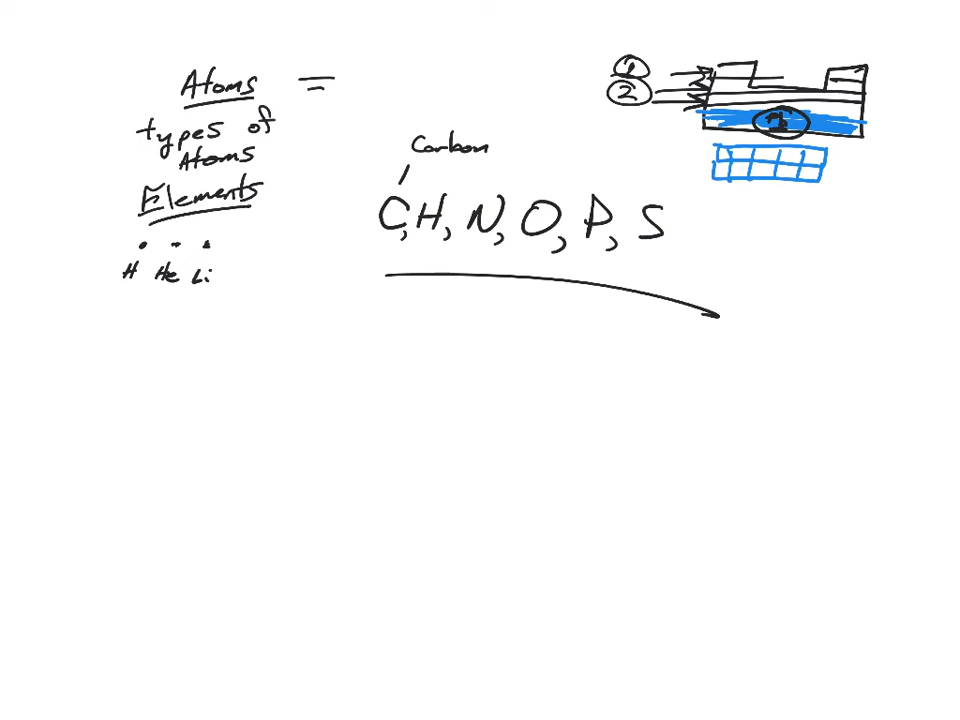 Atoms =
types of
Atoms
Elements
H He Li
Carbon
C, H, N, O, P, S
1
2